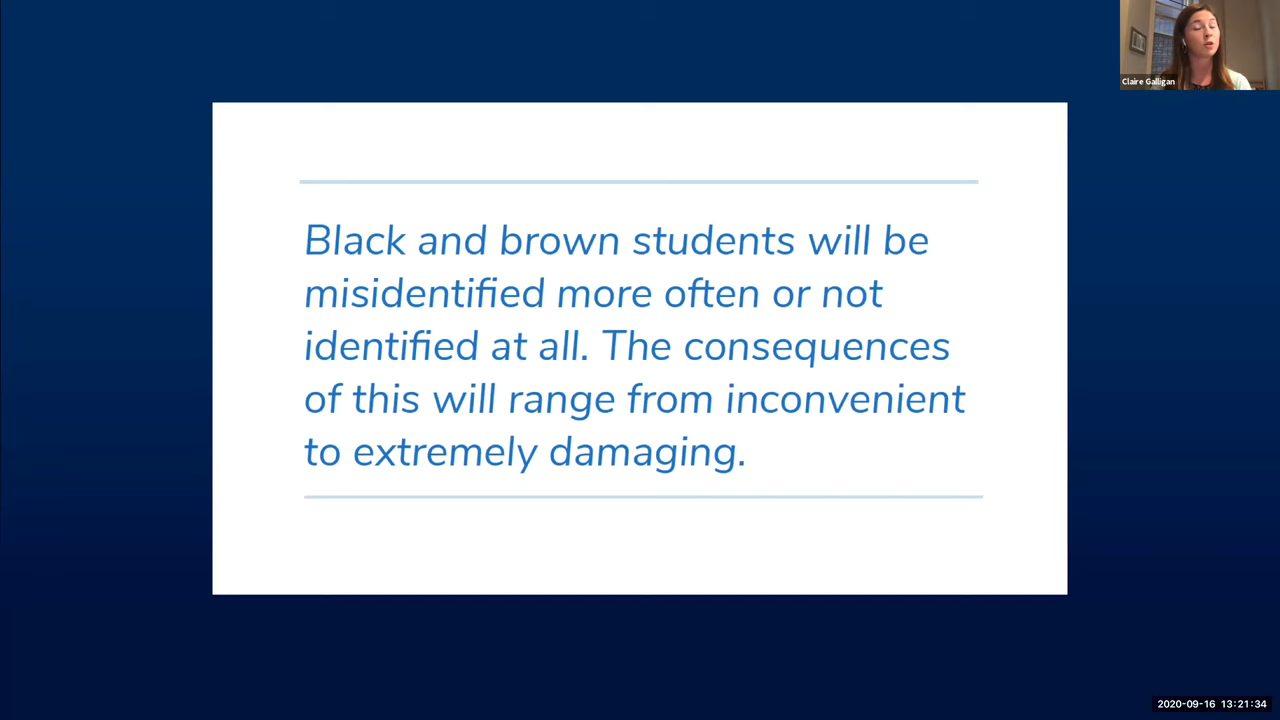 Claire Galligan
Black and brown students will be
misidentified more often or not
identified at all. The consequences
of this will range from inconvenient
to extremely damaging.
2020-09-16 13:21:34